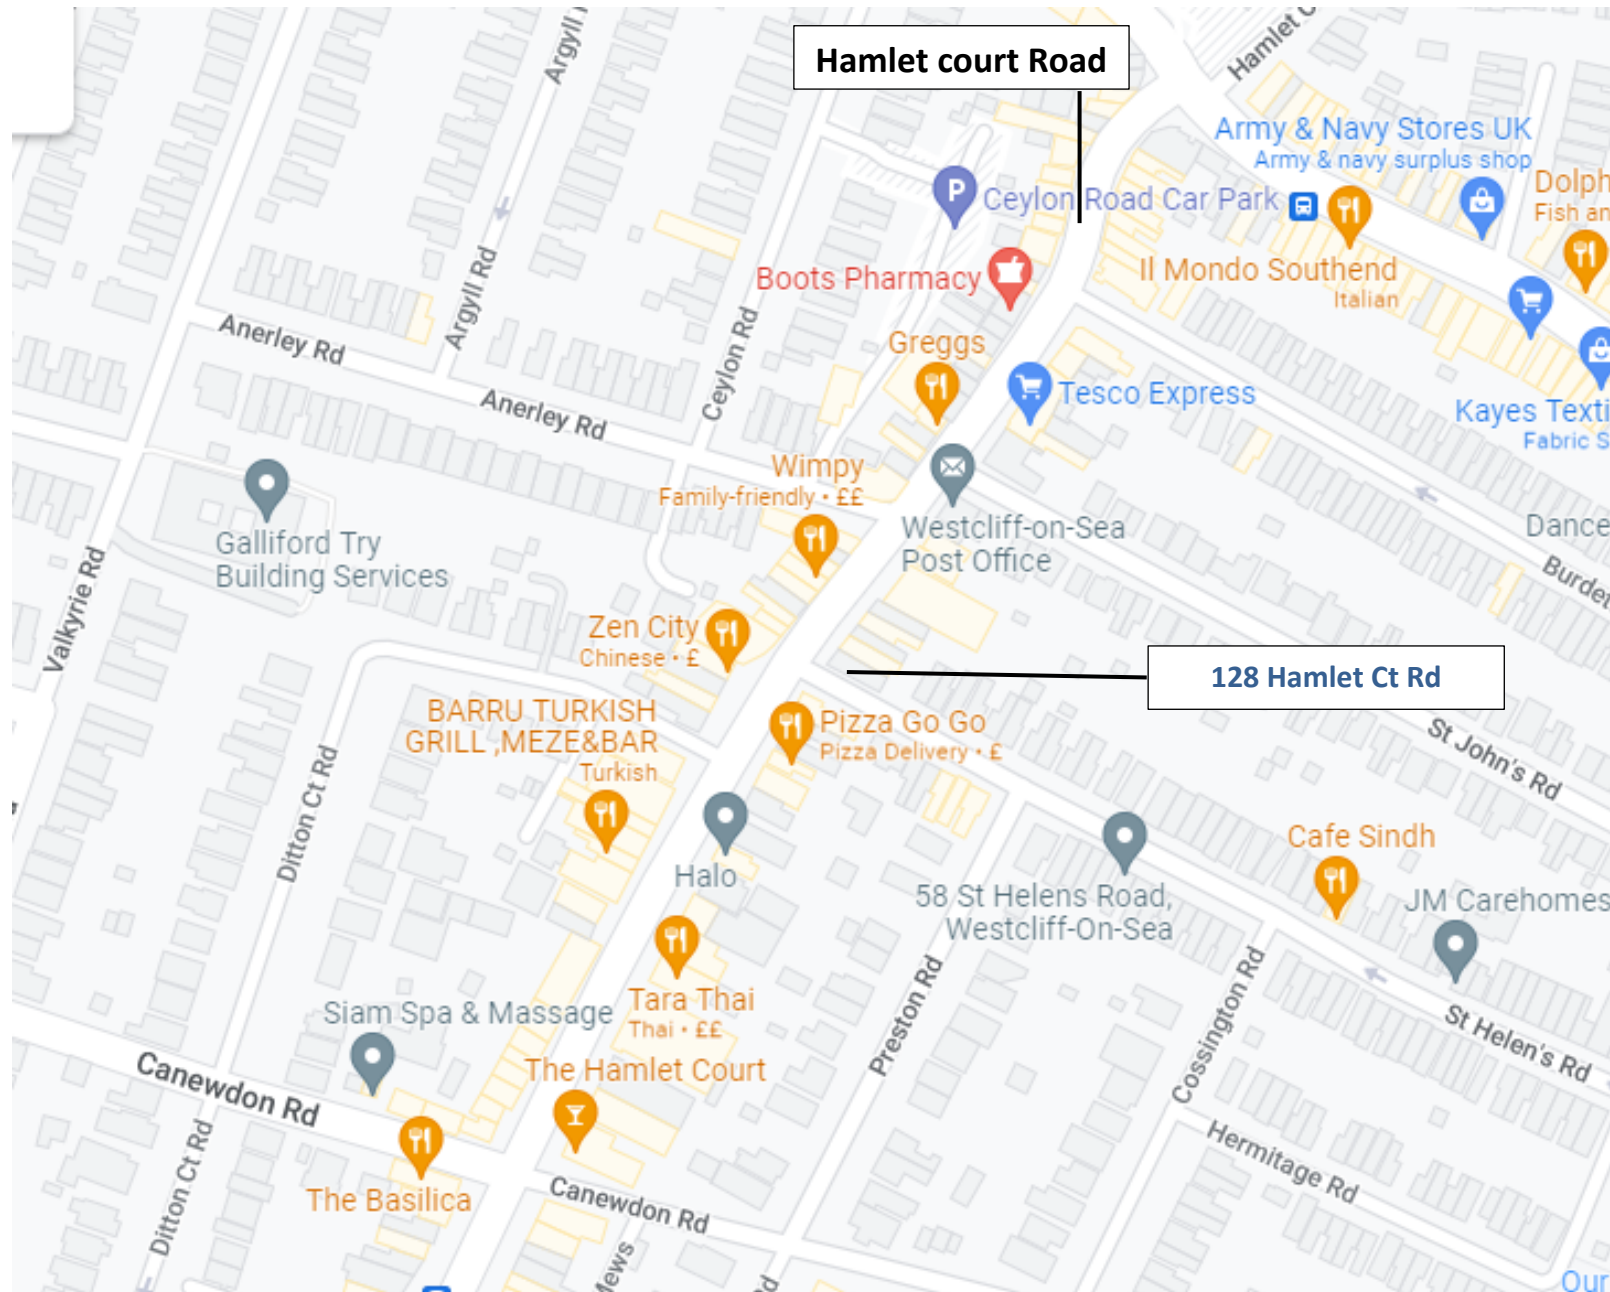 Hamlet court Road
Hamlet C
Argyll
Army & Navy Stores UK
Army & navy surplus shop
P
Ceylon Road Car Park
Dolph
Fish an
Argyll Rd
Boots Pharmacy
Il Mondo Southend
Italian
Anerley Rd
Ceylon Rd
Greggs
Tesco Express
Anerley Rd
Kayes Texti
Fabric S
Wimpy
Family-friendly • ££
Galliford Try
Building Services
Westcliff-on-Sea
Post Office
Dance
Burdet
Valkyrie Rd
Zen City
Chinese • £
128 Hamlet Ct Rd
BARRU TURKISH
GRILL ,MEZE&BAR
Turkish
Pizza Go Go
Pizza Delivery • £
St John's Rd
Ditton Ct Rd
Halo
Cafe Sindh
58 St Helens Road,
Westcliff-On-Sea
JM Carehomes
Siam Spa & Massage
Tara Thai
Thai • ££
Preston Rd
Cossington Rd
St Helen's Rd
Canewdon Rd
The Hamlet Court
Ditton Ct Rd
The Basilica
Canewdon Rd
Hermitage Rd
Mews
Rd
Our